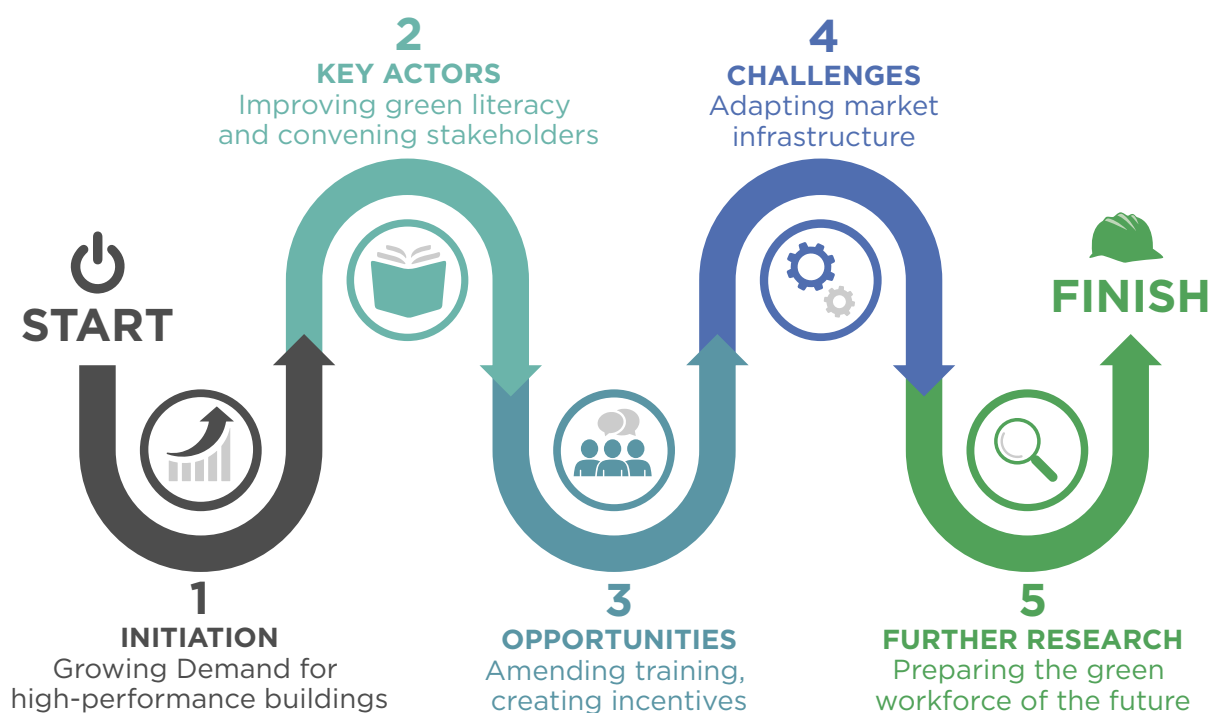 START
1
INITIATION
Growing Demand for
high-performance buildings
2
KEY ACTORS
Improving green literacy
and convening stakeholders
3
OPPORTUNITIES
Amending training,
creating incentives
4
CHALLENGES
Adapting market
infrastructure
5
FURTHER RESEARCH
Preparing the green
workforce of the future
FINISH